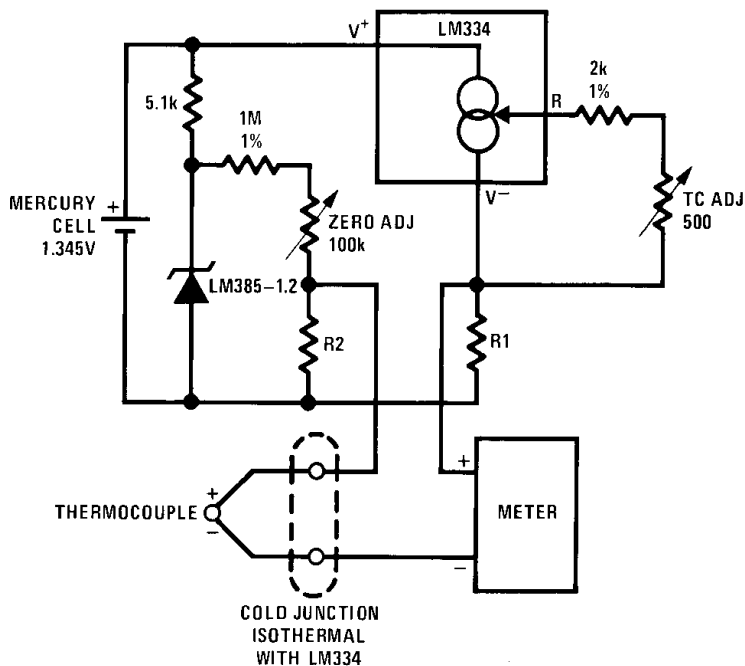 V+
LM334
5.1k
1M
1%
R
2k
1%
MERCURY
CELL
1.345V
+
ZERO ADJ
100k
V−
TC ADJ
500
LM385-1.2
R2
R1
THERMOCOUPLE
+
−
+
METER
−
COLD JUNCTION
ISOTHERMAL
WITH LM334